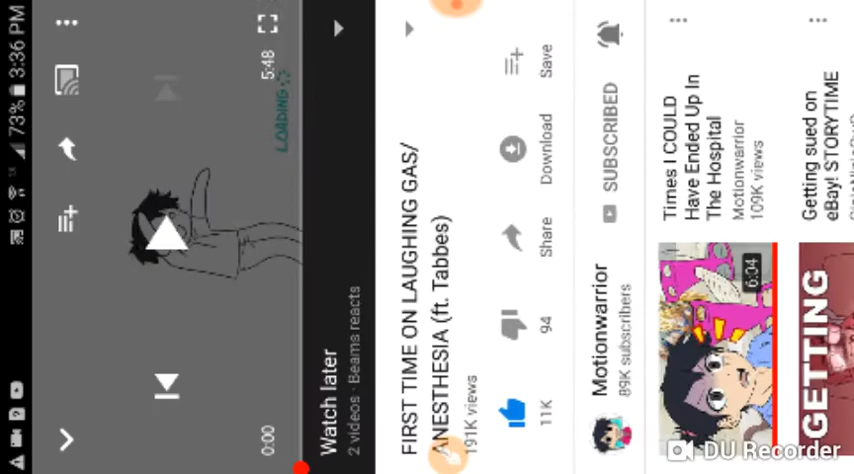 73% 3:36 PM
0:00
5:48
LOADING
Watch later
2 videos · Beams reacts
FIRST TIME ON LAUGHING GAS/
ANESTHESIA (ft. Tabbes)
191K views
11K
94
Share
Download
Save
Motionwarrior
89K subscribers
SUBSCRIBED
6:04
Times I COULD
Have Ended Up In
The Hospital
Motionwarrior
109K views
GETTING
Getting sued on
eBay! STORYTIME
DU Recorder